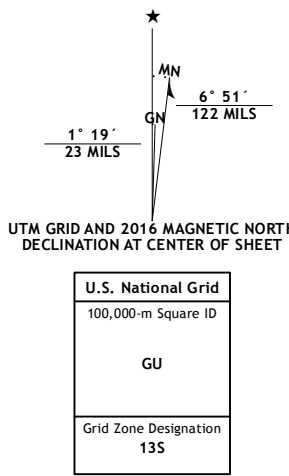 ★
MN
GN
6° 51´
122 MILS
1° 19´
23 MILS
UTM GRID AND 2016 MAGNETIC NORTH
DECLINATION AT CENTER OF SHEET
U.S. National Grid
100,000-m Square ID
GU
Grid Zone Designation
13S